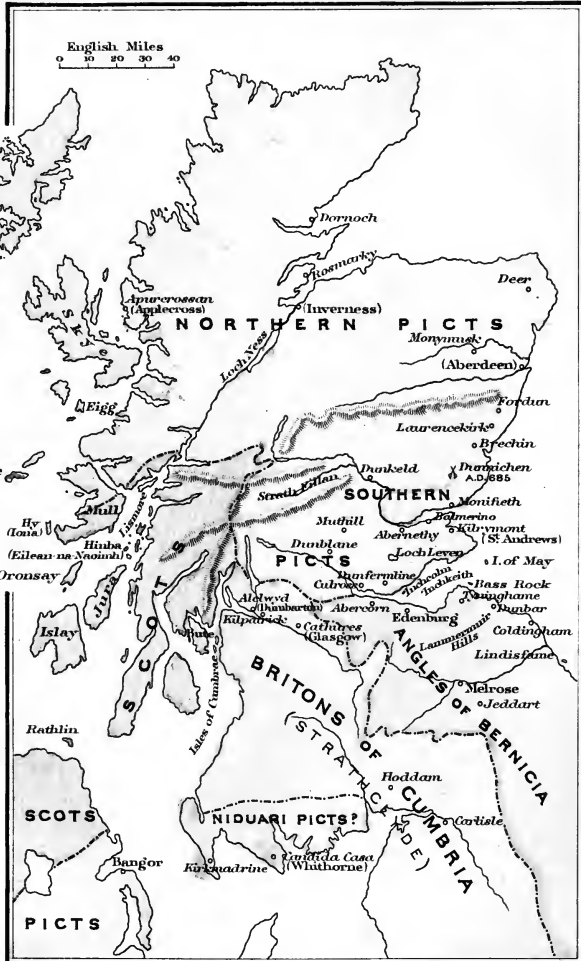 English Miles
0 10 20 30 40
Dornoch
Rosmarky
Deer
Apurcrossan
(Applecross)
(Inverness)
Skye
NORTHERN PICTS
Monymusk
(Aberdeen)
Loch Ness
Eigg
Fordun
Laurencekirk
Brechin
Dunnichen
A.D. 685
Dunkeld
Strath Fillan
SOUTHERN
Monifieth
Mull
Lismore
Balmerino
Kilrymont
(St. Andrews)
Hy
(Iona)
Muthill
Abernethy
Hinba
(Eilean-na-Naoimh)
Dunblane
Loch Leven
PICTS
I. of May
Oronsay
Dunfermline
Culross
Inchcolm
Inchkeith
Bass Rock
Jura
SCOTS
Alclwyd
(Dumbarton)
Abercorn
Tyninghame
Dunbar
Kilpatrick
Edenburg
Islay
Bute
Cathures
(Glasgow)
Lammermuir
Hills
Coldingham
Lindisfarne
ANGLES OF BERNICIA
Isles of Cumbrae
Melrose
Jeddart
BRITONS OF CUMBRIA
(STRATHCLYDE)
Rathlin
Hoddam
SCOTS
NIDUARI PICTS?
Carlisle
Bangor
Candida Casa
(Whithorne)
Kirkmadrine
PICTS